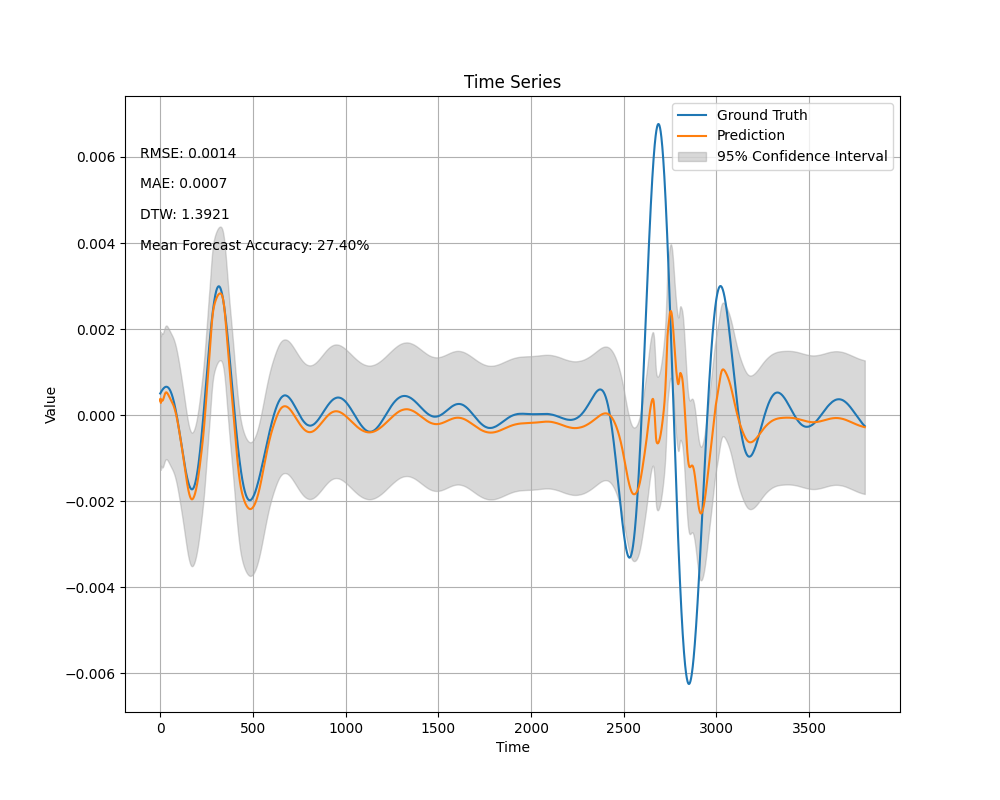 Time Series
Ground Truth
Prediction
95% Confidence Interval
RMSE: 0.0014
MAE: 0.0007
DTW: 1.3921
Mean Forecast Accuracy: 27.40%
Value
0.006
0.004
0.002
0.000
−0.002
−0.004
−0.006
0 500 1000 1500 2000 2500 3000 3500
Time